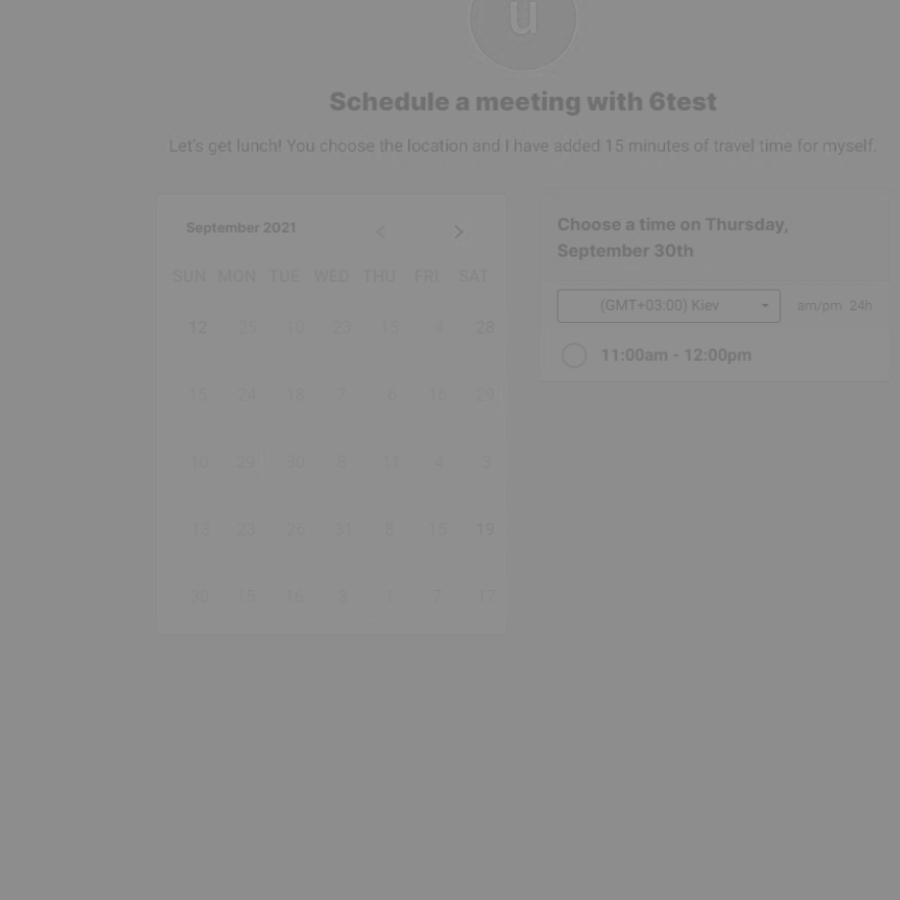 u
Schedule a meeting with 6test
Let's get lunch! You choose the location and I have added 15 minutes of travel time for myself.
September 2021
SUN MON TUE WED THU FRI SAT
12 25 10 23 15 4 28
15 24 18 7 6 16 29
10 29 30 8 11 4 3
13 23 26 31 8 15 19
30 15 16 3 1 7 17
Choose a time on Thursday,
September 30th
(GMT+03:00) Kiev
am/pm 24h
11:00am - 12:00pm